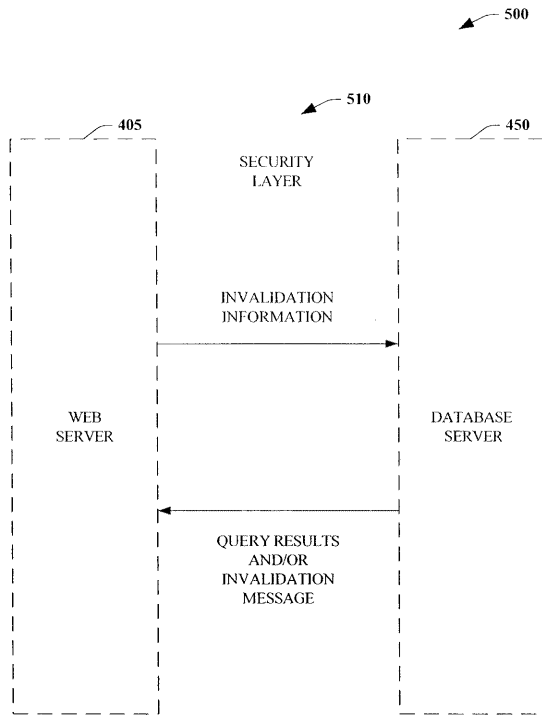 500
510
405
450
SECURITY
LAYER
INVALIDATION
INFORMATION
WEB
SERVER
DATABASE
SERVER
QUERY RESULTS
AND/OR
INVALIDATION
MESSAGE